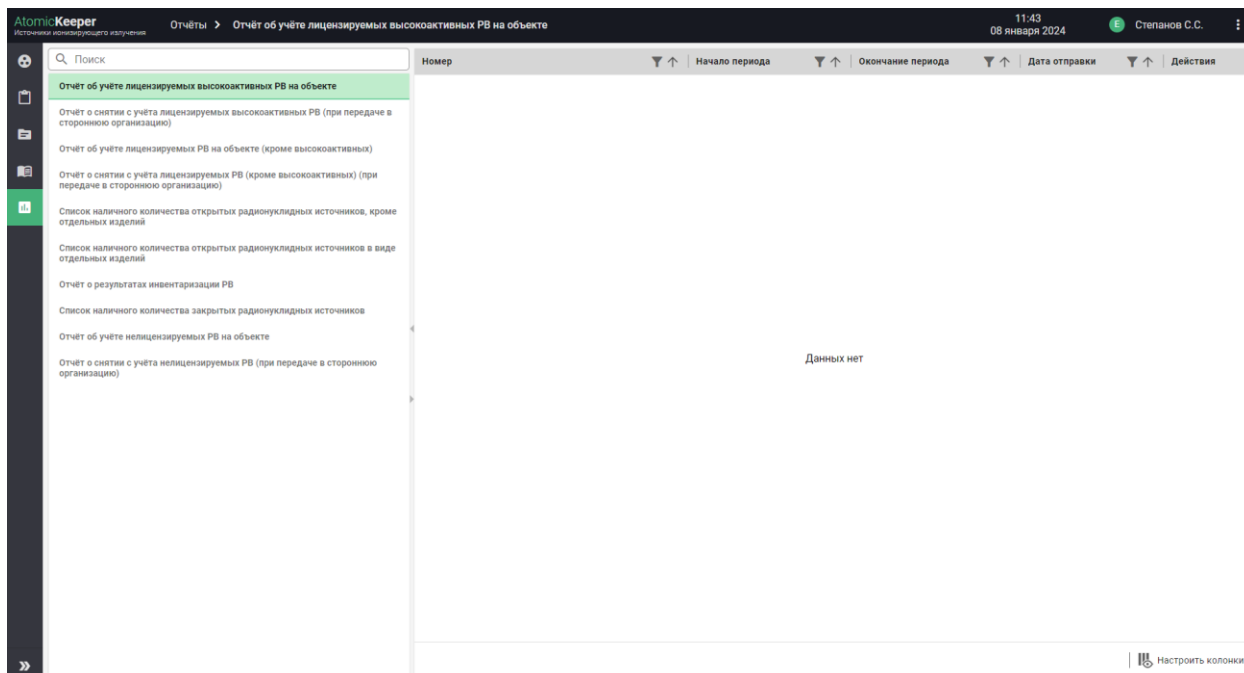 AtomicKeeper
Источники ионизирующего излучения
Отчёты > Отчёт об учёте лицензируемых высокоактивных РВ на объекте
11:43
08 января 2024
Е
Степанов С.С.
Поиск
Отчёт об учёте лицензируемых высокоактивных РВ на объекте
Отчёт о снятии с учёта лицензируемых высокоактивных РВ (при передаче в
стороннюю организацию)
Отчёт об учёте лицензируемых РВ на объекте (кроме высокоактивных)
Отчёт о снятии с учёта лицензируемых РВ (кроме высокоактивных) (при
передаче в стороннюю организацию)
Список наличного количества открытых радионуклидных источников, кроме
отдельных изделий
Список наличного количества открытых радионуклидных источников в виде
отдельных изделий
Отчёт о результатах инвентаризации РВ
Список наличного количества закрытых радионуклидных источников
Отчёт об учёте нелицензируемых РВ на объекте
Отчёт о снятии с учёта нелицензируемых РВ (при передаче в стороннюю
организацию)
Номер
Начало периода
Окончание периода
Дата отправки
Действия
Данных нет
Настроить колонки